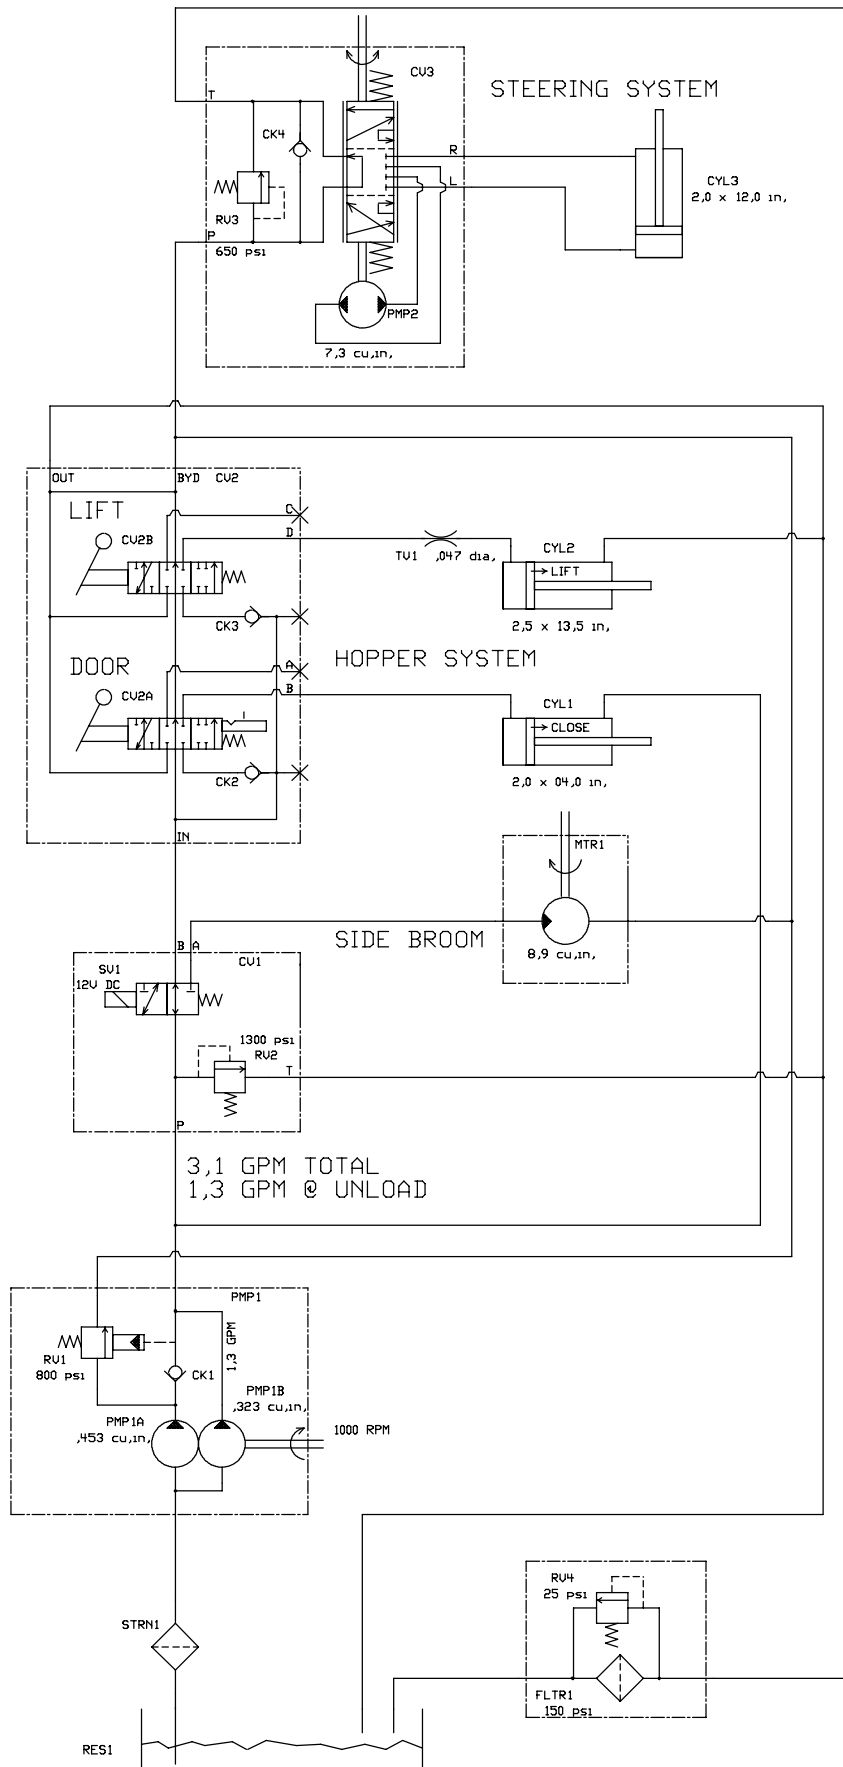 CV3
STEERING SYSTEM
T
CK4
R
CYL3
2,0 x 12,0 in,
L
RV3
P
650 psi
PMP2
7,3 cu,in,
OUT
BYD CV2
LIFT
C
CV2B
D
TV1 ,047 dia,
CYL2
LIFT
CK3
2,5 x 13,5 in,
DOOR
HOPPER SYSTEM
A
CV2A
B
CYL1
CLOSE
CK2
2,0 x 04,0 in,
IN
MTR1
SIDE BROOM
B A
8,9 cu,in,
SV1
CV1
12V DC
1300 psi
RV2
T
P
3,1 GPM TOTAL
1,3 GPM @ UNLOAD
PMP1
1,3 GPM
RV1
800 psi
CK1
PMP1B
,323 cu,in,
PMP1A
,453 cu,in,
1000 RPM
RV4
25 psi
STRN1
FLTR1
150 psi
RES1